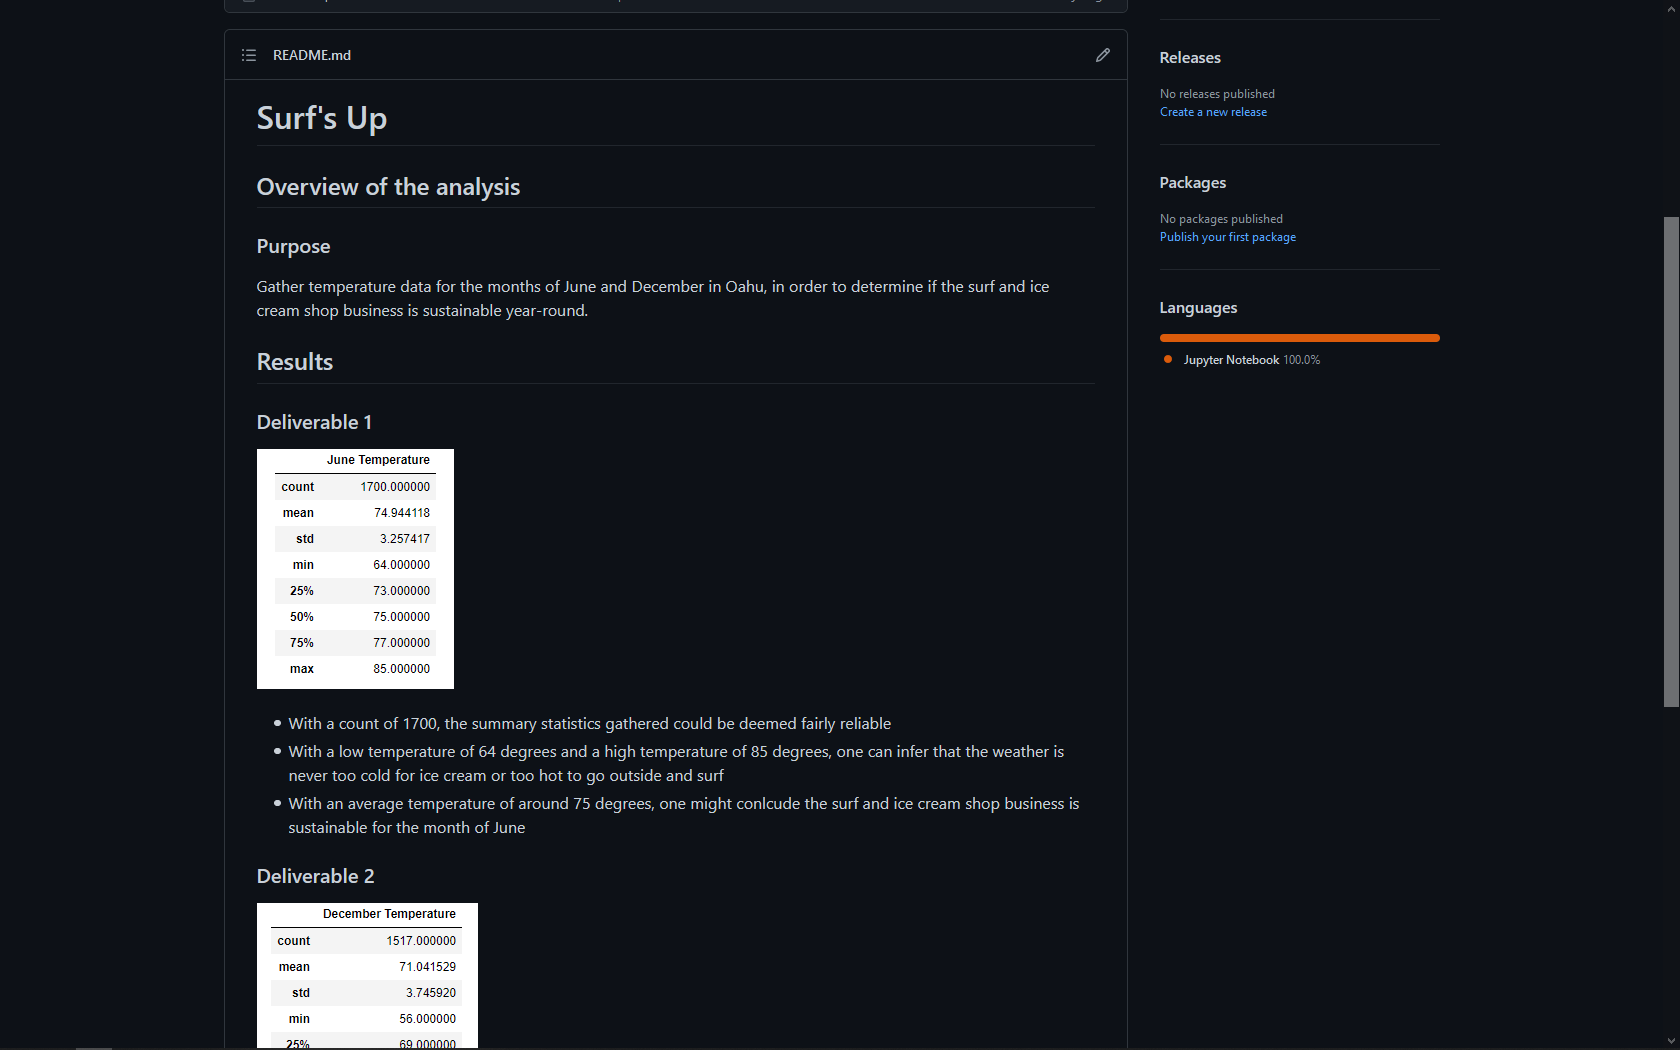 README.md
Surf's Up
Overview of the analysis
Purpose
Gather temperature data for the months of June and December in Oahu, in order to determine if the surf and ice
cream shop business is sustainable year-round.
Results
Deliverable 1
June Temperature
count 1700.000000
mean 74.944118
std 3.257417
min 64.000000
25% 73.000000
50% 75.000000
75% 77.000000
max 85.000000
With a count of 1700, the summary statistics gathered could be deemed fairly reliable
With a low temperature of 64 degrees and a high temperature of 85 degrees, one can infer that the weather is
never too cold for ice cream or too hot to go outside and surf
With an average temperature of around 75 degrees, one might conlcude the surf and ice cream shop business is
sustainable for the month of June
Deliverable 2
December Temperature
count 1517.000000
mean 71.041529
std 3.745920
min 56.000000
25% 69.000000
Releases
No releases published
Create a new release
Packages
No packages published
Publish your first package
Languages
Jupyter Notebook 100.0%